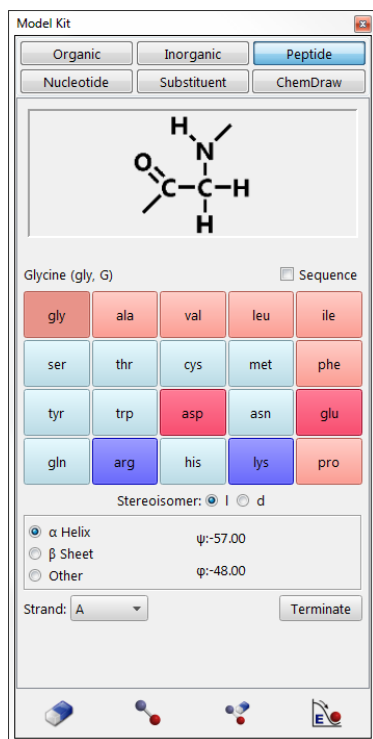 Model Kit
Organic Inorganic Peptide
Nucleotide Substituent ChemDraw
H
N
O
C C H
H
Glycine (gly, G) Sequence
gly ala val leu ile
ser thr cys met phe
tyr trp asp asn glu
gln arg his lys pro
Stereoisomer: l d
α Helix
ψ:-57.00
β Sheet
φ:-48.00
Other
Strand: A Terminate
E